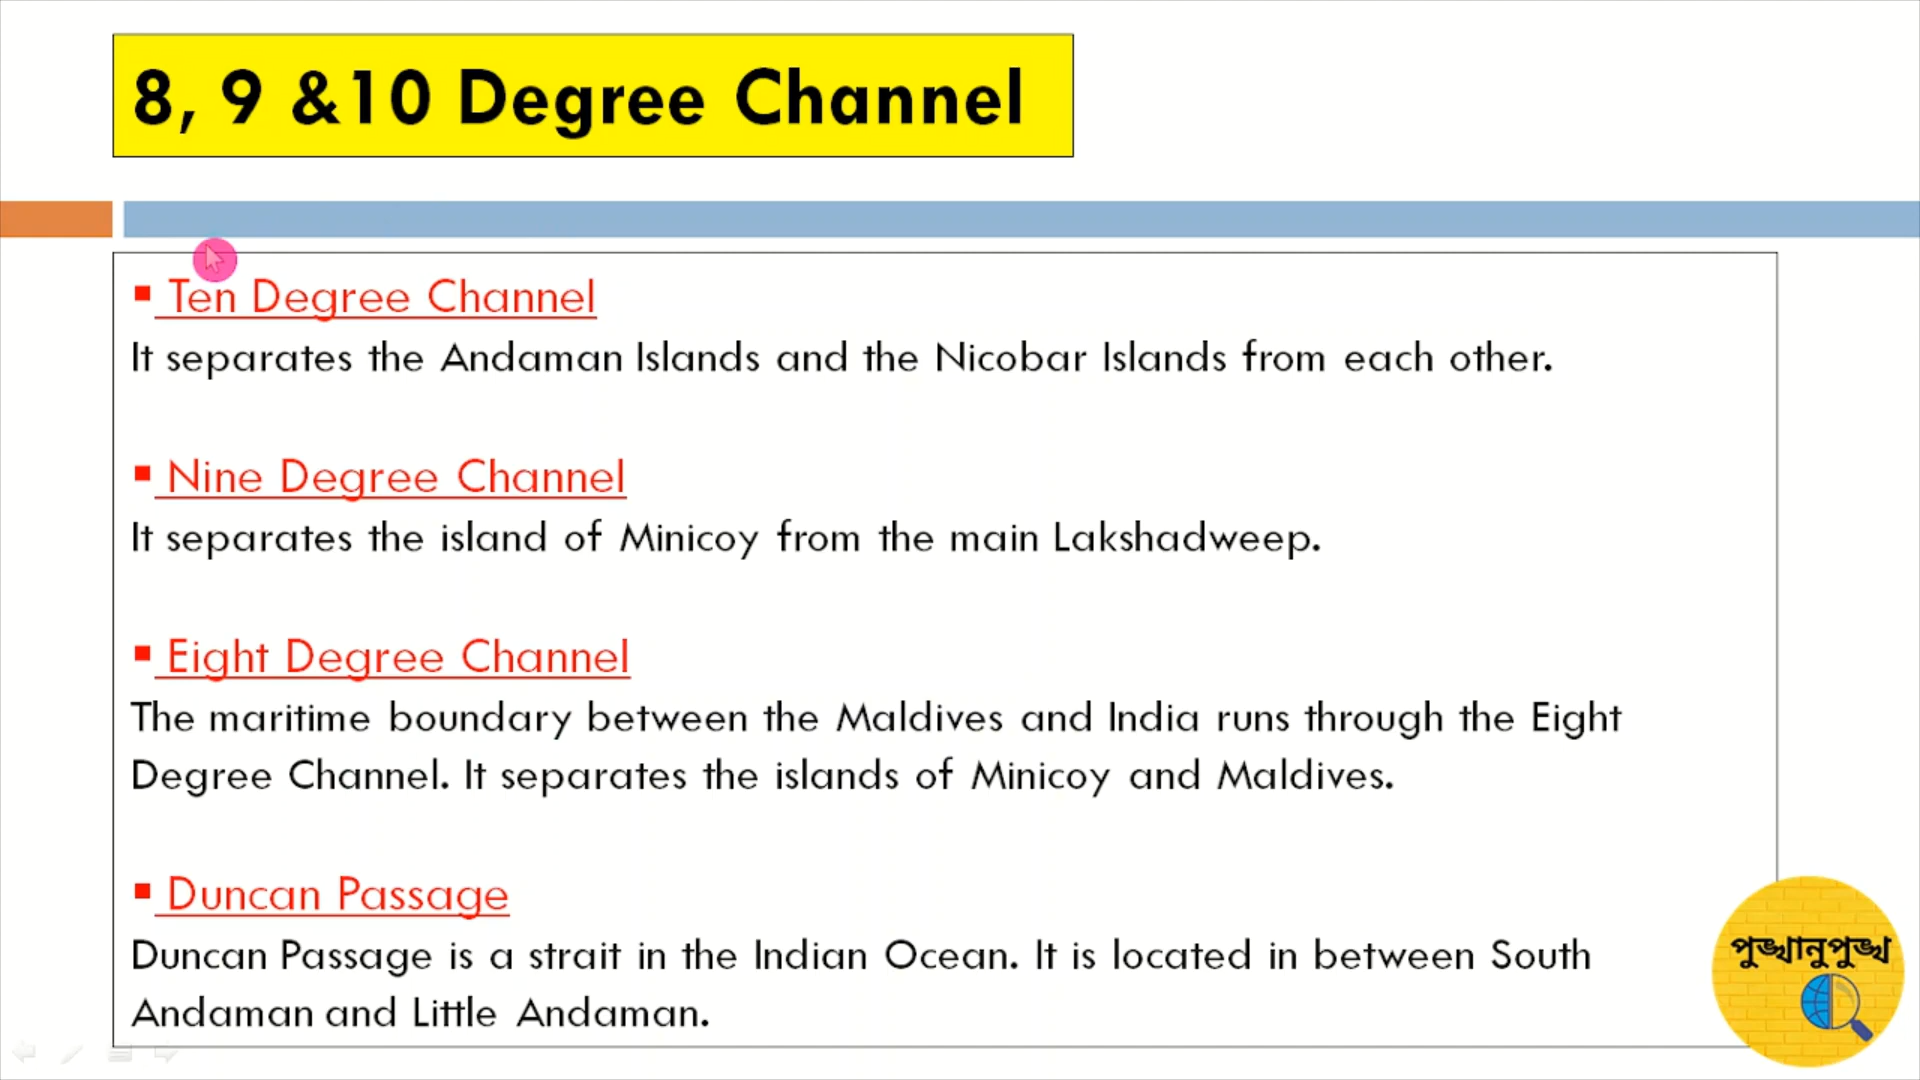 8, 9 &10 Degree Channel
▪ Ten Degree Channel
It separates the Andaman Islands and the Nicobar Islands from each other.
▪ Nine Degree Channel
It separates the island of Minicoy from the main Lakshadweep.
▪ Eight Degree Channel
The maritime boundary between the Maldives and India runs through the Eight
Degree Channel. It separates the islands of Minicoy and Maldives.
▪ Duncan Passage
Duncan Passage is a strait in the Indian Ocean. It is located in between South
Andaman and Little Andaman.
পুঙ্খানুপুঙ্খ